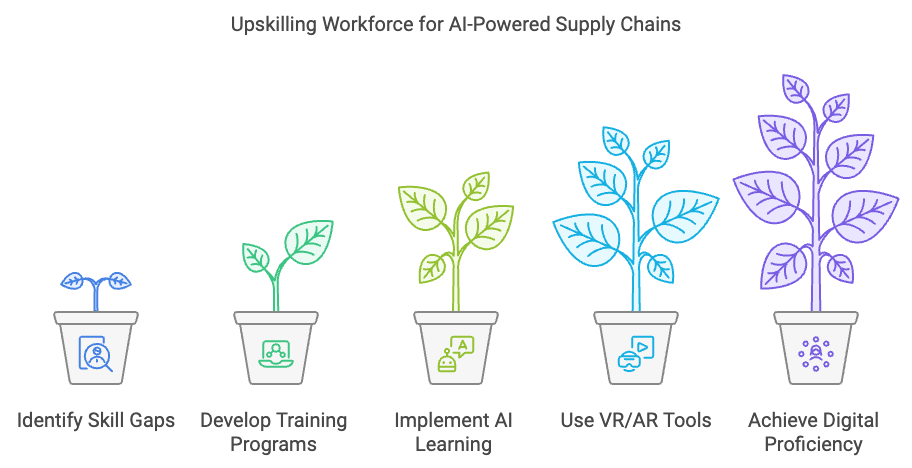 Upskilling Workforce for AI-Powered Supply Chains
A
Identify Skill Gaps
Develop Training
Programs
Implement AI
Learning
Use VR/AR Tools
Achieve Digital
Proficiency